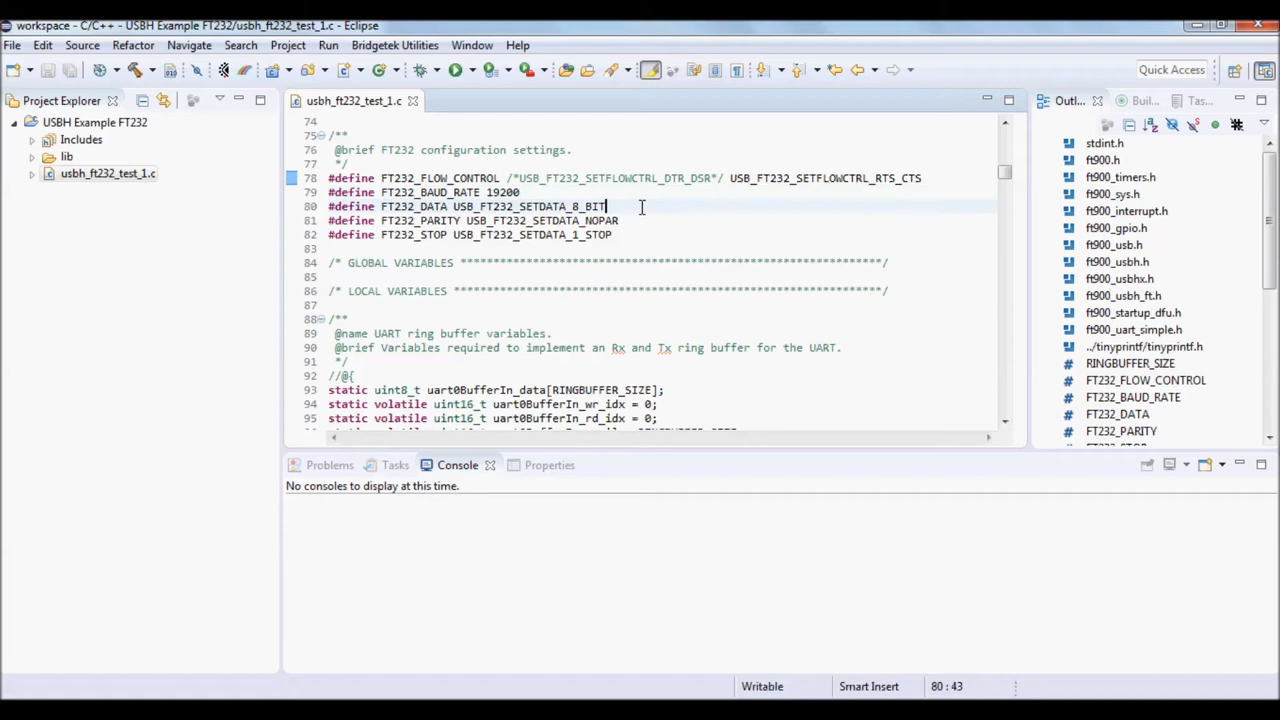 workspace - C/C++ - USBH Example FT232/usbh_ft232_test_1.c - Eclipse
File Edit Source Refactor Navigate Search Project Run Bridgetek Utilities Window Help
Quick Access
Project Explorer
USBH Example FT232
Includes
lib
usbh_ft232_test_1.c
usbh_ft232_test_1.c
74
75 /**
76 @brief FT232 configuration settings.
77 */
78 #define FT232_FLOW_CONTROL /*USB_FT232_SETFLOWCTRL_DTR_DSR*/ USB_FT232_SETFLOWCTRL_RTS_CTS
79 #define FT232_BAUD_RATE 19200
80 #define FT232_DATA USB_FT232_SETDATA_8_BIT
81 #define FT232_PARITY USB_FT232_SETDATA_NOPAR
82 #define FT232_STOP USB_FT232_SETDATA_1_STOP
83
84 /* GLOBAL VARIABLES ****************************************************************/
85
86 /* LOCAL VARIABLES *****************************************************************/
87
88 /**
89 @name UART ring buffer variables.
90 @brief Variables required to implement an Rx and Tx ring buffer for the UART.
91 */
92 //@{
93 static uint8_t uart0BufferIn_data[RINGBUFFER_SIZE];
94 static volatile uint16_t uart0BufferIn_wr_idx = 0;
95 static volatile uint16_t uart0BufferIn_rd_idx = 0;
Outl... Buil... Tas...
stdint.h
ft900.h
ft900_timers.h
ft900_sys.h
ft900_interrupt.h
ft900_gpio.h
ft900_usb.h
ft900_usbh.h
ft900_usbhx.h
ft900_usbh_ft.h
ft900_startup_dfu.h
ft900_uart_simple.h
../tinyprintf/tinyprintf.h
RINGBUFFER_SIZE
FT232_FLOW_CONTROL
FT232_BAUD_RATE
FT232_DATA
FT232_PARITY
FT232_STOP
Problems Tasks Console Properties
No consoles to display at this time.
Writable Smart Insert 80 : 43